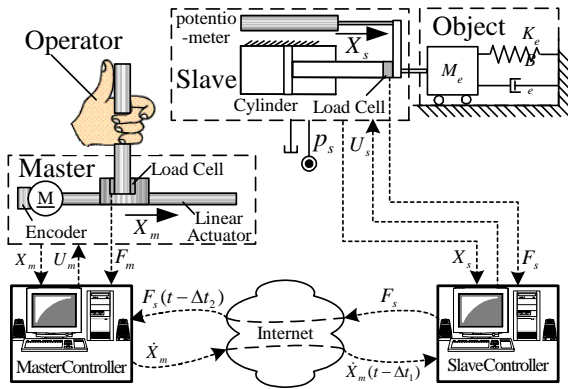 Operator
potentio
-meter
X_s
Slave
Cylinder
Load Cell
Object
K_e
B_e
M_e
p_s
U_s
Master
Load Cell
M
X_m
Linear
Actuator
Encoder
X_m
U_m
F_m
X_s
F_s
F_s(t−Δt_2)
F_s
Internet
Ẋ_m
Ẋ_m(t−Δt_1)
MasterController
SlaveController